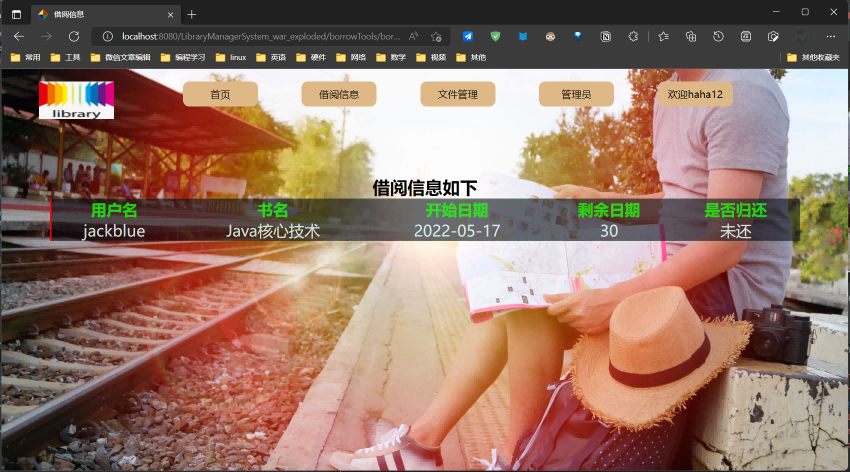 借阅信息
localhost:8080/LibraryManagerSystem_war_exploded/borrowTools/bor...
常用 工具 微信文章编辑 编程学习 linux 英语 硬件 网络 数学 视频 其他 其他收藏夹
library 首页 借阅信息 文件管理 管理员 欢迎haha12
借阅信息如下
用户名 书名 开始日期 剩余日期 是否归还
jackblue Java核心技术 2022-05-17 30 未还